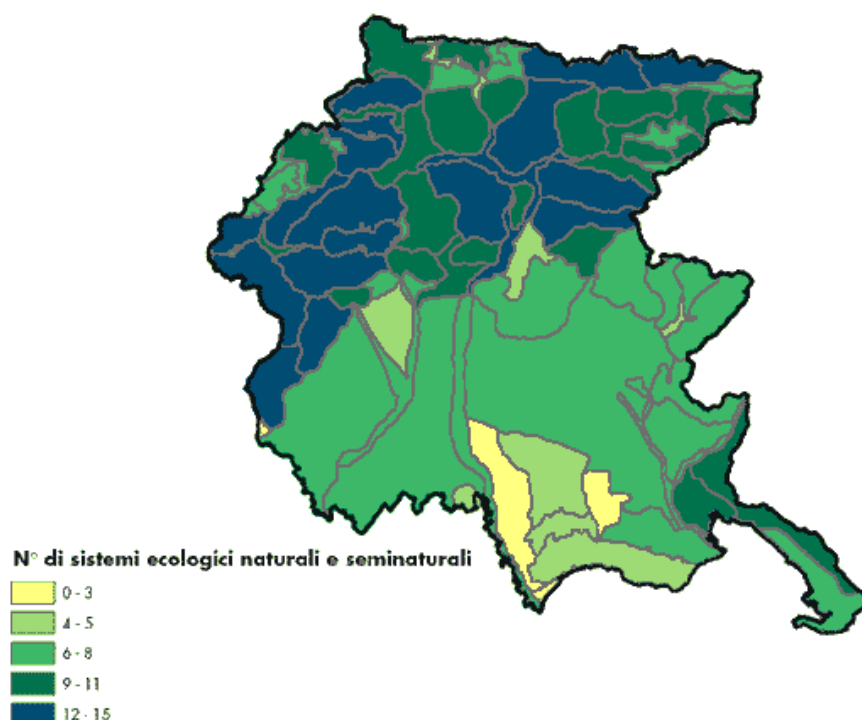 N° di sistemi ecologici naturali e seminaturali
0 - 3
4 - 5
6 - 8
9 - 11
12 - 15